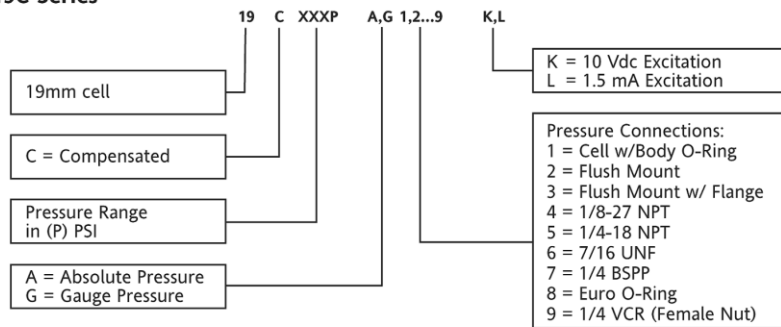 19 C XXXP A,G 1,2...9 K,L
K = 10 Vdc Excitation
L = 1.5 mA Excitation
19mm cell
C = Compensated
Pressure Range
in (P) PSI
A = Absolute Pressure
G = Gauge Pressure
Pressure Connections:
1 = Cell w/Body O-Ring
2 = Flush Mount
3 = Flush Mount w/ Flange
4 = 1/8-27 NPT
5 = 1/4-18 NPT
6 = 7/16 UNF
7 = 1/4 BSPP
8 = Euro O-Ring
9 = 1/4 VCR (Female Nut)